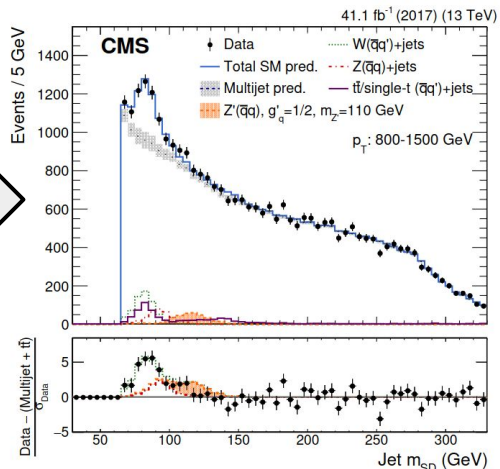 41.1 fb⁻¹ (2017) (13 TeV)
CMS
Data
Total SM pred.
Multijet pred.
Z'(q̅q), g'q=1/2, mZ'=110 GeV
W(q̅q')+jets
Z(q̅q)+jets
tt̅/single-t (q̅q')+jets
pT: 800-1500 GeV
Events / 5 GeV
1400
1200
1000
800
600
400
200
0
Data − (Multijet + tt̅)
σData
5
0
−5
50 100 150 200 250 300
Jet mSD (GeV)